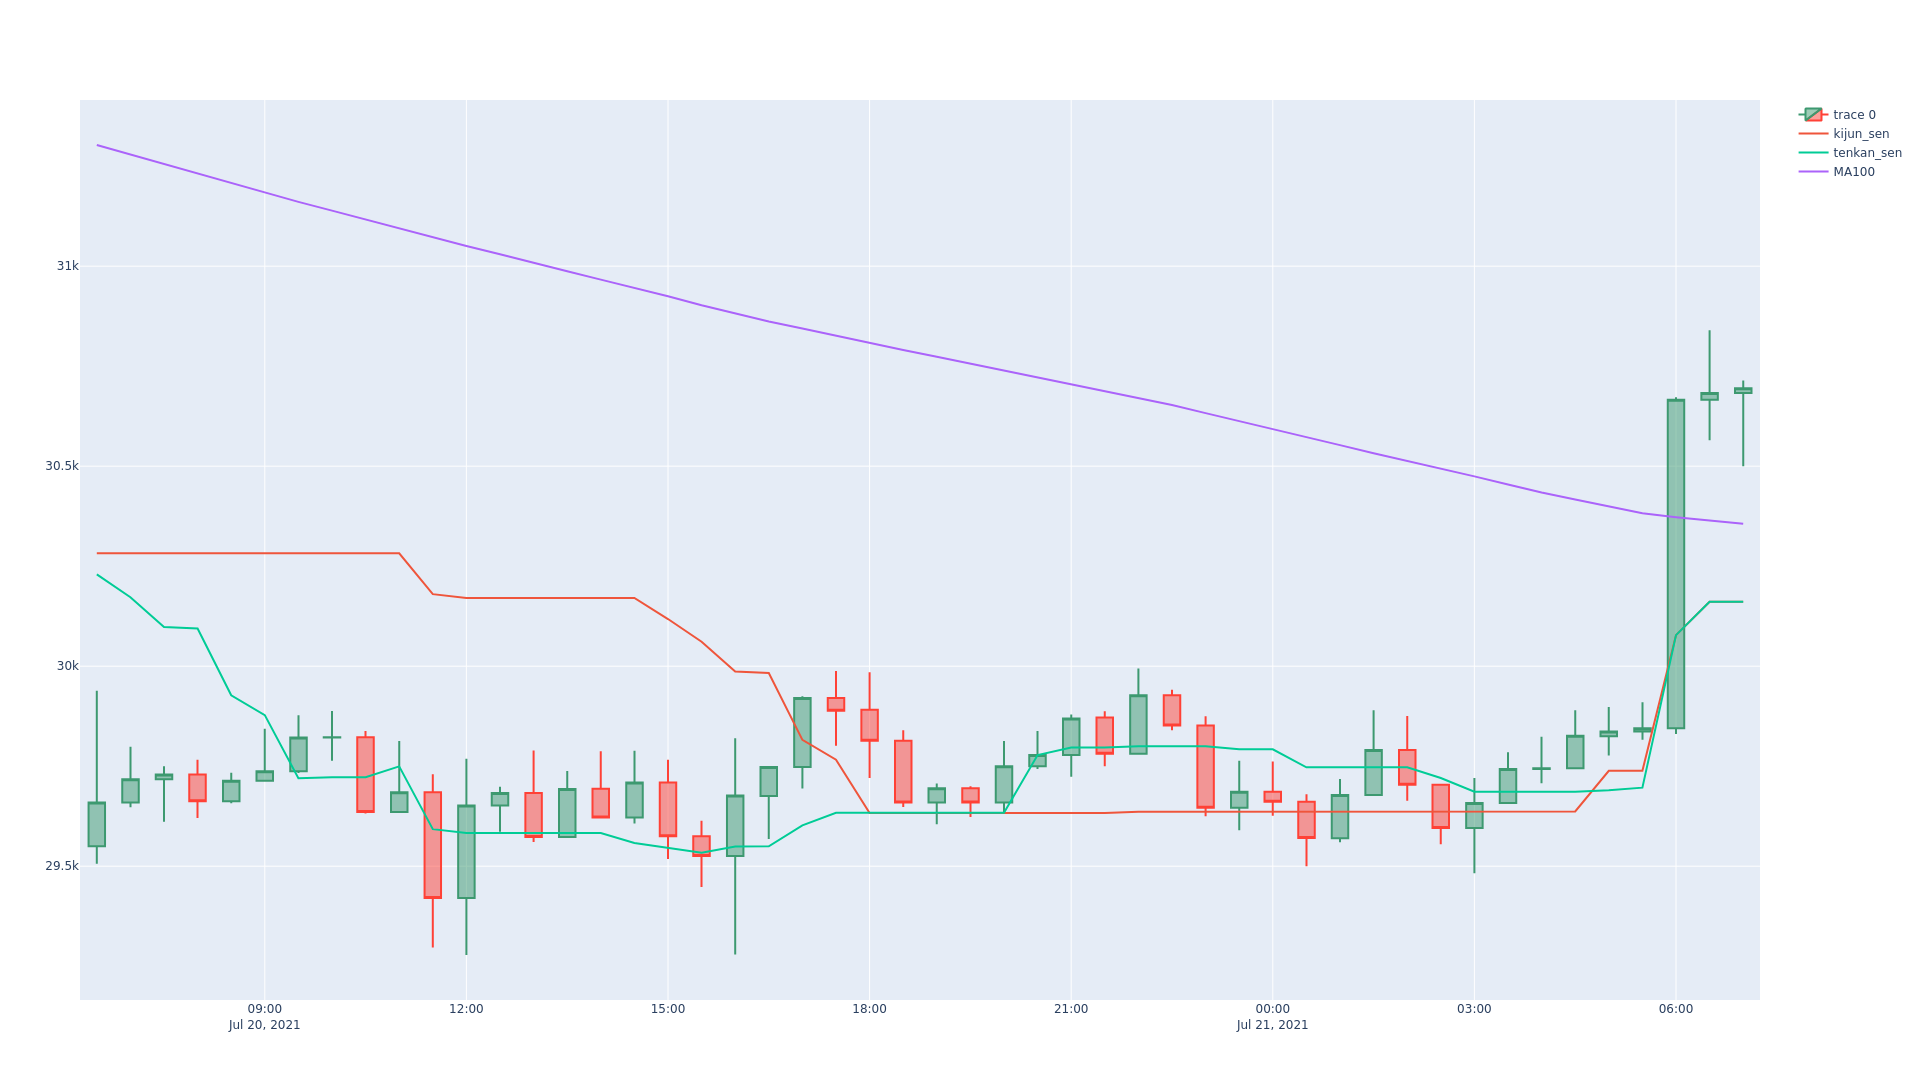 trace 0
kijun_sen
tenkan_sen
MA100
31k
30.5k
30k
29.5k
09:00
Jul 20, 2021
12:00
15:00
18:00
21:00
00:00
Jul 21, 2021
03:00
06:00